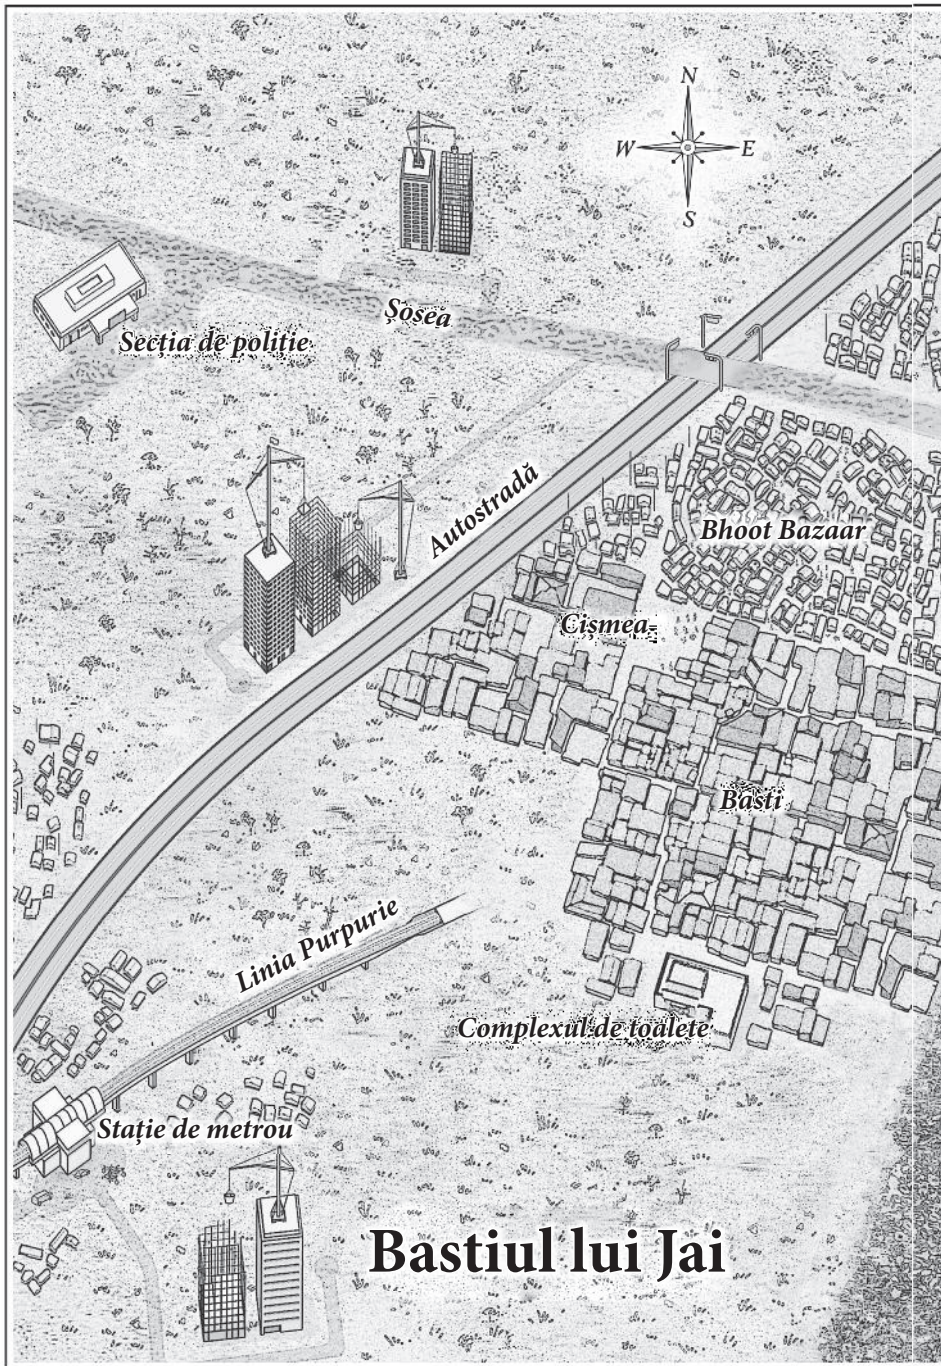 N
W E
S
Șosea
Secția de poliție
Autostradă
Bhoot Bazaar
Cișmea
Basti
Linia Purpurie
Complexul de toalete
Stație de metrou
Bastiul lui Jai